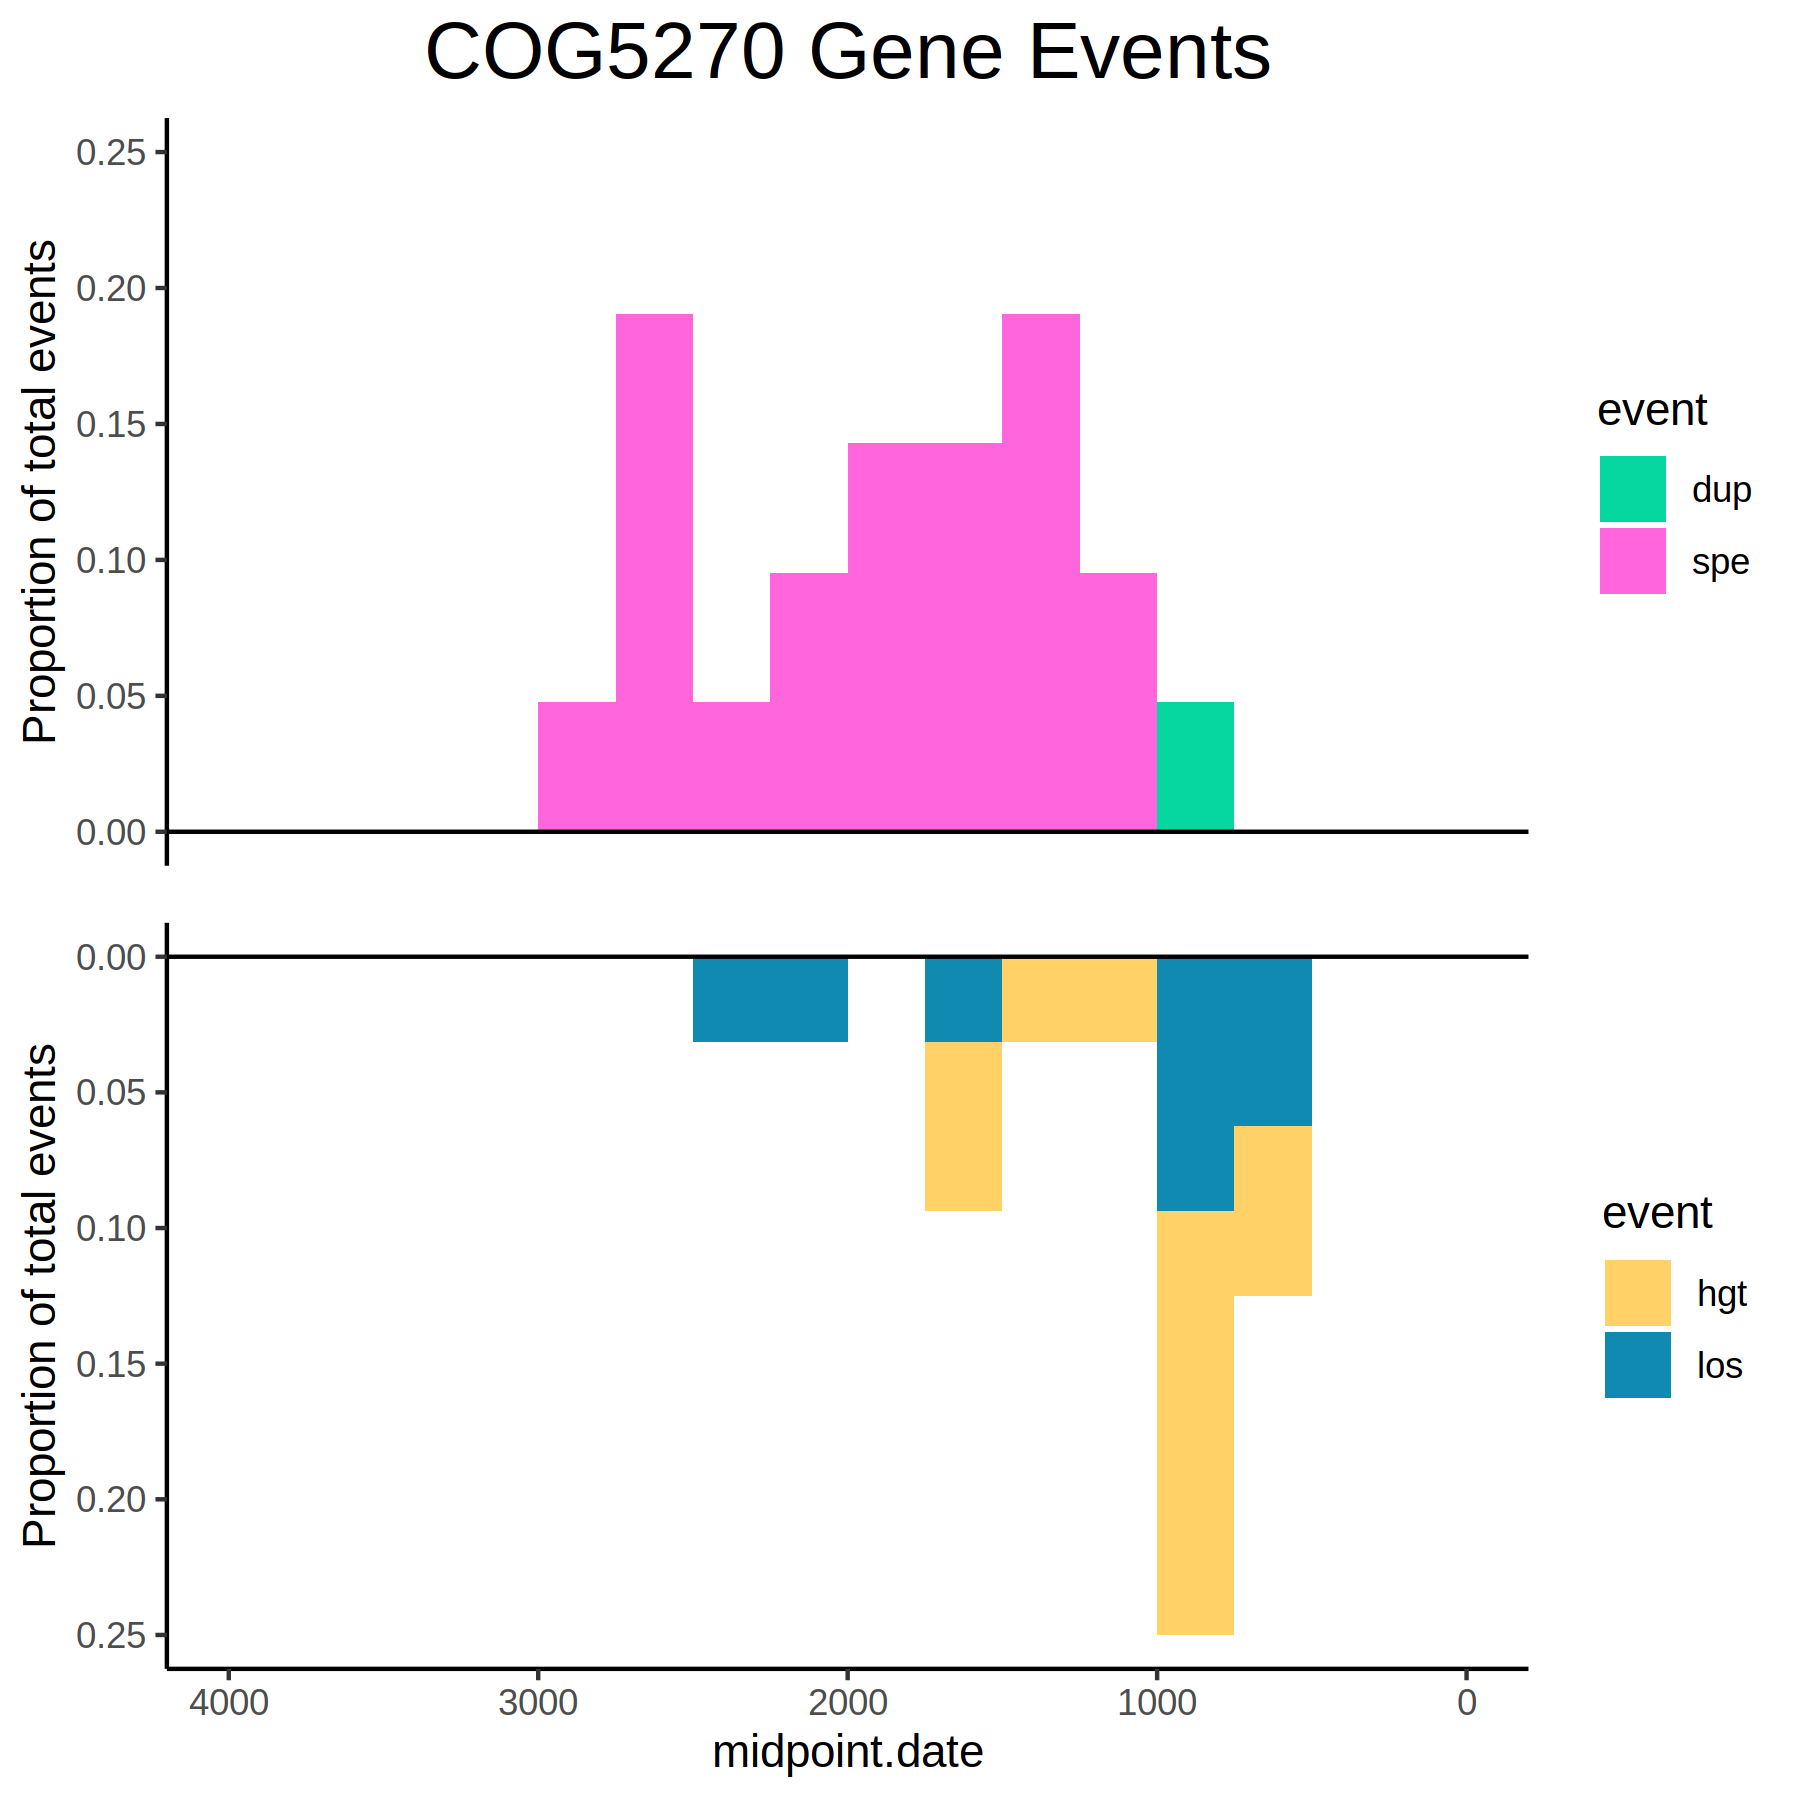 COG5270 Gene Events
Proportion of total events
0.25
0.20
0.15
0.10
0.05
0.00
event
dup
spe
Proportion of total events
0.00
0.05
0.10
0.15
0.20
0.25
event
hgt
los
4000 3000 2000 1000 0
midpoint.date